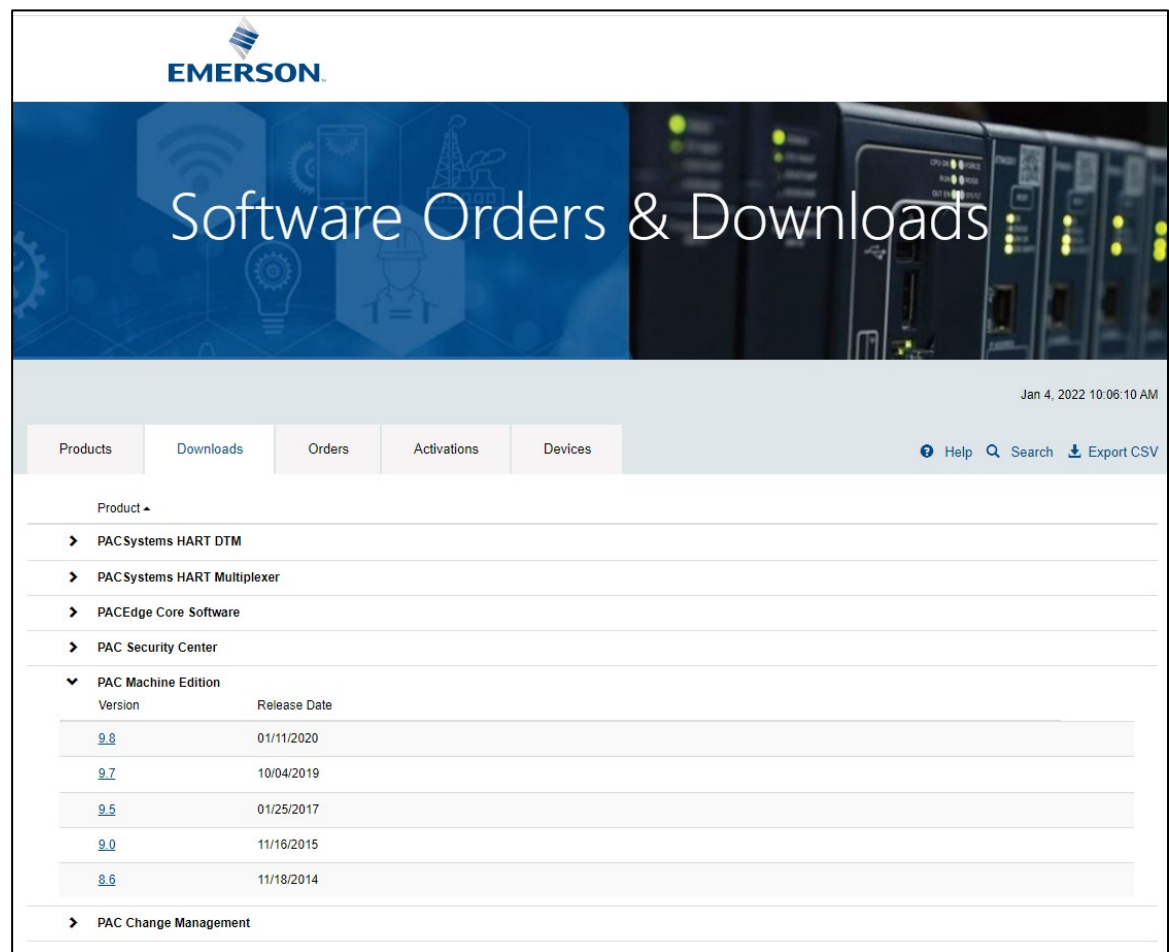 EMERSON
Software Orders & Downloads
Jan 4, 2022 10:06:10 AM
Products Downloads Orders Activations Devices Help Search Export CSV
Product
PACSystems HART DTM
PACSystems HART Multiplexer
PACEdge Core Software
PAC Security Center
PAC Machine Edition
Version Release Date
9.8 01/11/2020
9.7 10/04/2019
9.5 01/25/2017
9.0 11/16/2015
8.6 11/18/2014
PAC Change Management